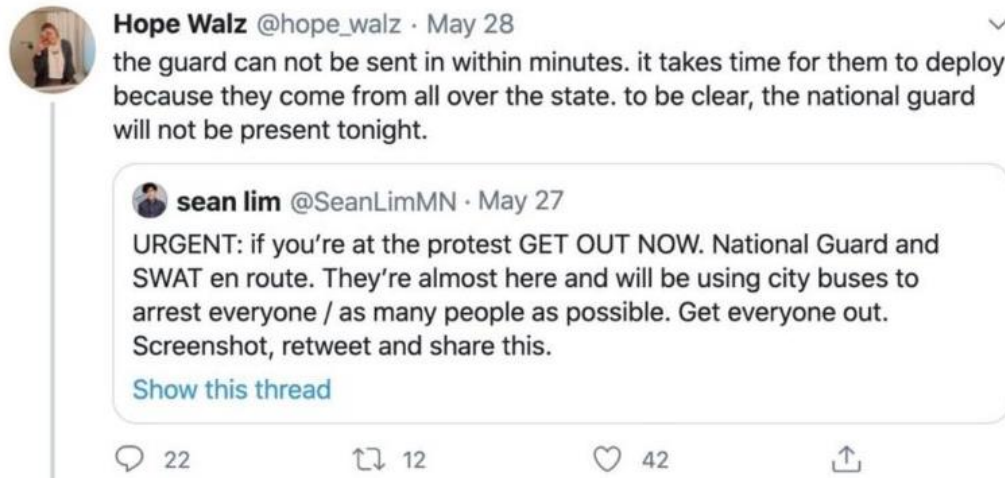 Hope Walz @hope_walz · May 28
the guard can not be sent in within minutes. it takes time for them to deploy
because they come from all over the state. to be clear, the national guard
will not be present tonight.
sean lim @SeanLimMN · May 27
URGENT: if you're at the protest GET OUT NOW. National Guard and
SWAT en route. They're almost here and will be using city buses to
arrest everyone / as many people as possible. Get everyone out.
Screenshot, retweet and share this.
Show this thread
22 12 42